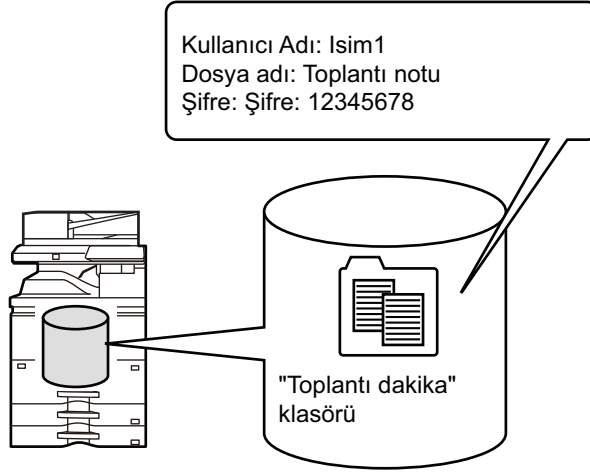 Kullanıcı Adı: Isim1
Dosya adı: Toplantı notu
Şifre: Şifre: 12345678
"Toplantı dakika"
klasörü